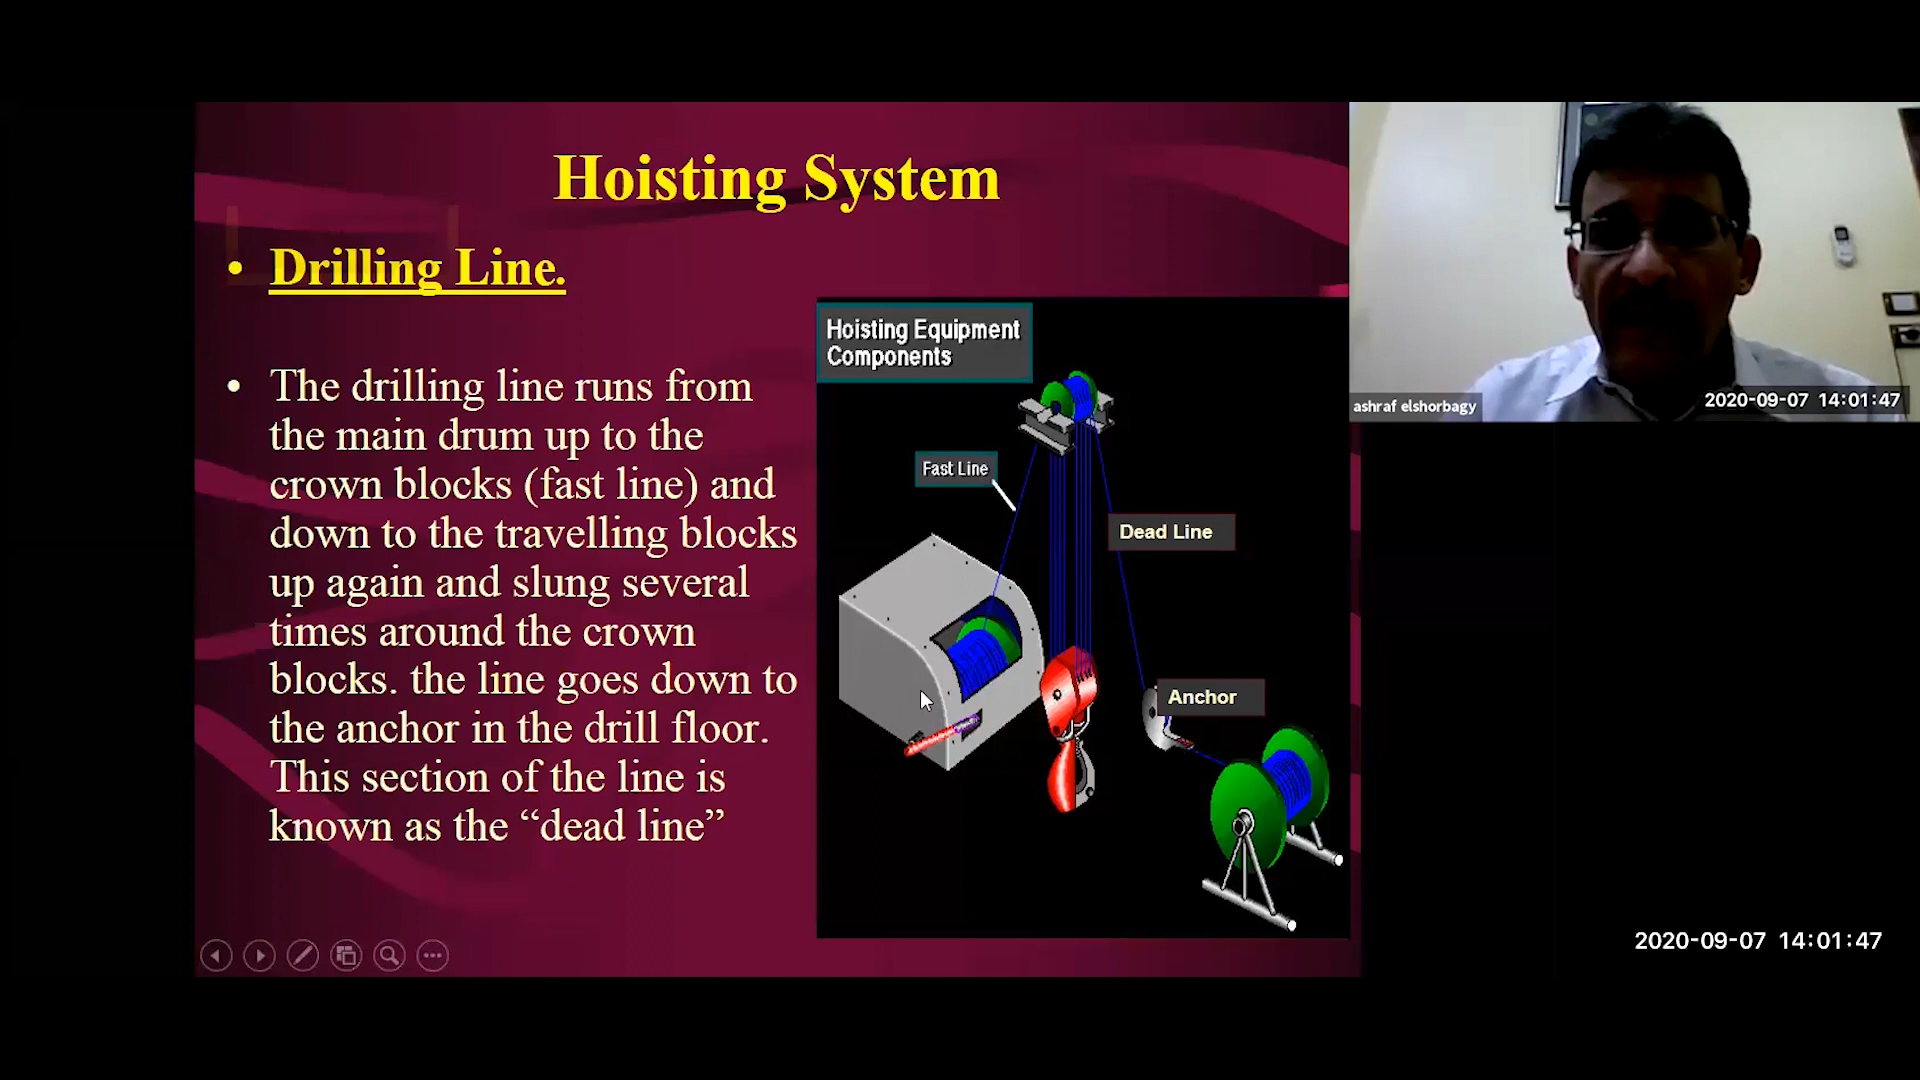 Hoisting System
• Drilling Line.
• The drilling line runs from
the main drum up to the
crown blocks (fast line) and
down to the travelling blocks
up again and slung several
times around the crown
blocks. the line goes down to
the anchor in the drill floor.
This section of the line is
known as the “dead line”
Hoisting Equipment
Components
Fast Line
Dead Line
Anchor
ashraf elshorbagy
2020-09-07 14:01:47
2020-09-07 14:01:47